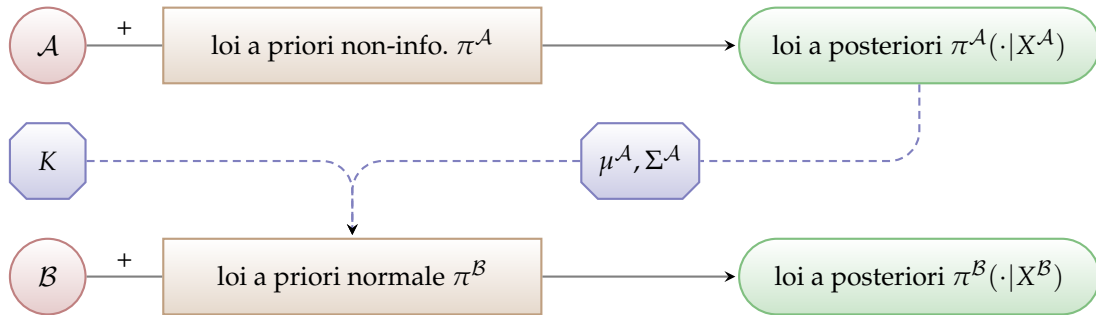 𝒜 + loi a priori non-info. π^𝒜 loi a posteriori π^𝒜(·|X^𝒜)
K μ^𝒜, Σ^𝒜
ℬ + loi a priori normale π^ℬ loi a posteriori π^ℬ(·|X^ℬ)